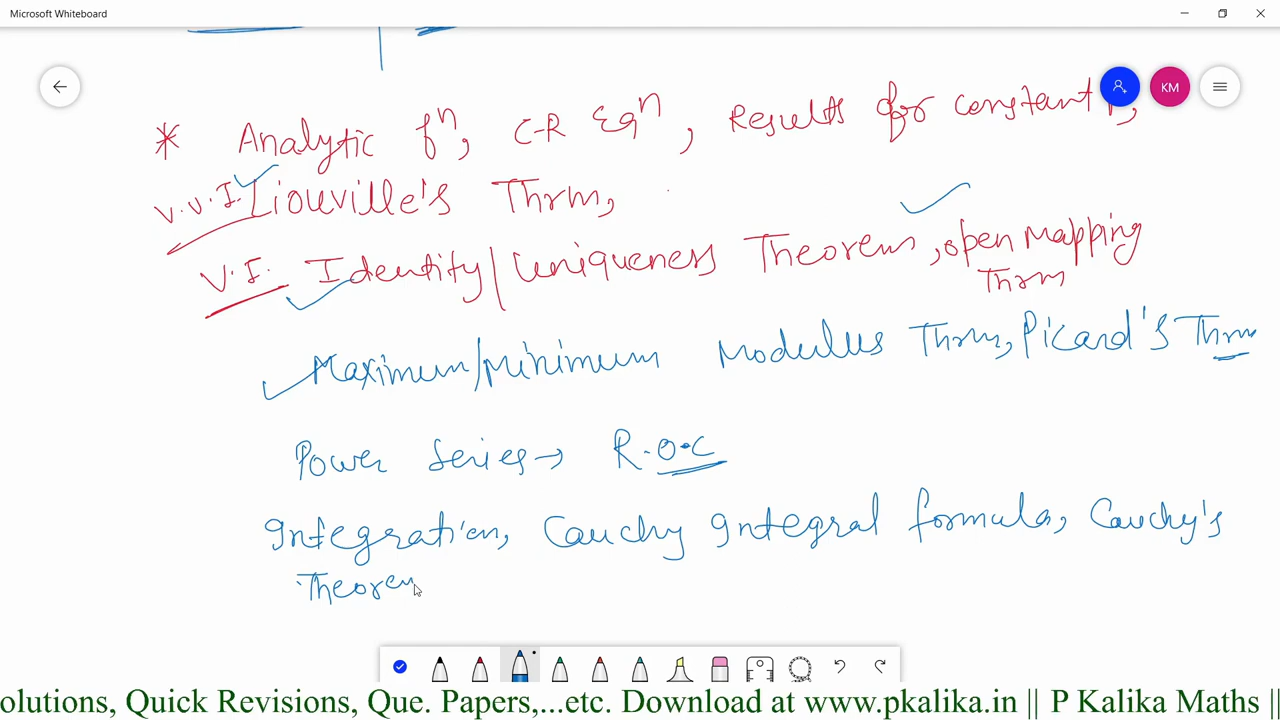 Microsoft Whiteboard
KM
* Analytic fⁿ, C-R Eqⁿ, Results for constant
V.V.I. Liouville's Thrm,
V.I. Identity/Uniqueness Theorem, open Mapping
Thrm
Maximum/Minimum Modulus Thrm, Picard's Thrm
Power Series → R.O.C
Integration, Cauchy Integral formula, Cauchy's
Theorem
olutions, Quick Revisions, Que. Papers,...etc. Download at www.pkalika.in || P Kalika Maths ||